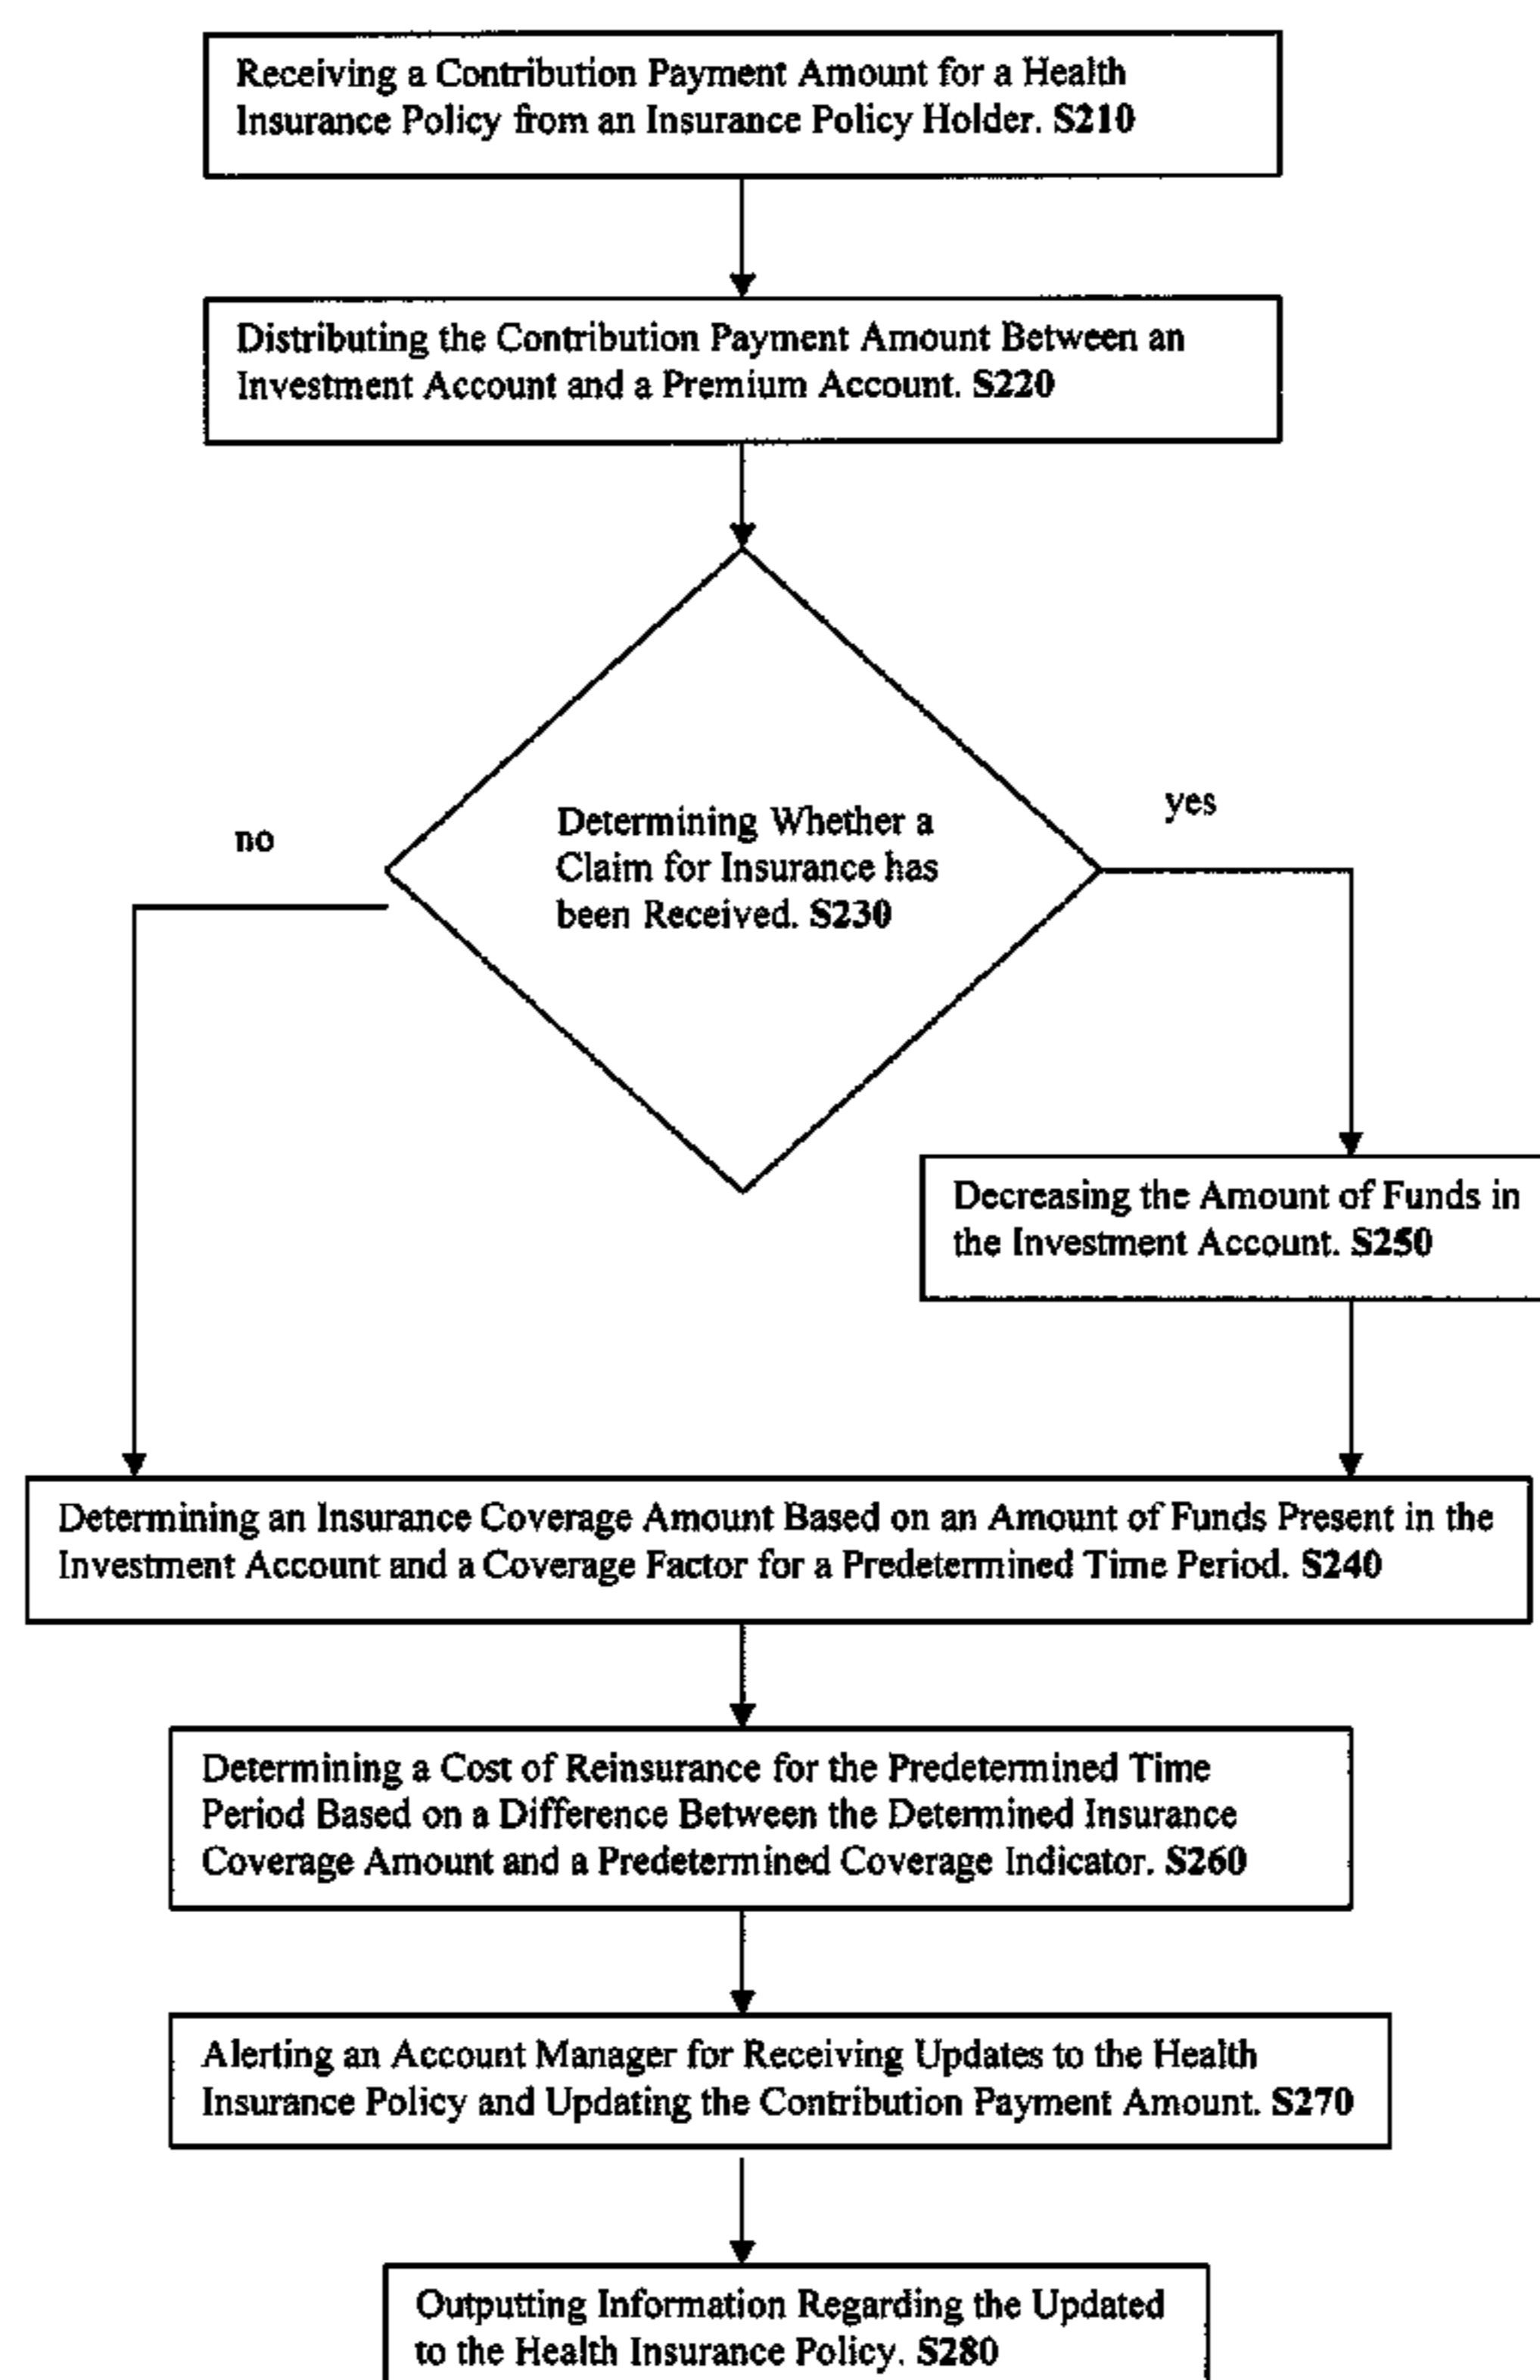 Receiving a Contribution Payment Amount for a Health
Insurance Policy from an Insurance Policy Holder. S210
Distributing the Contribution Payment Amount Between an
Investment Account and a Premium Account. S220
Determining Whether a
Claim for Insurance has
been Received. S230
no
yes
Decreasing the Amount of Funds in
the Investment Account. S250
Determining an Insurance Coverage Amount Based on an Amount of Funds Present in the
Investment Account and a Coverage Factor for a Predetermined Time Period. S240
Determining a Cost of Reinsurance for the Predetermined Time
Period Based on a Difference Between the Determined Insurance
Coverage Amount and a Predetermined Coverage Indicator. S260
Alerting an Account Manager for Receiving Updates to the Health
Insurance Policy and Updating the Contribution Payment Amount. S270
Outputting Information Regarding the Updated
to the Health Insurance Policy. S280